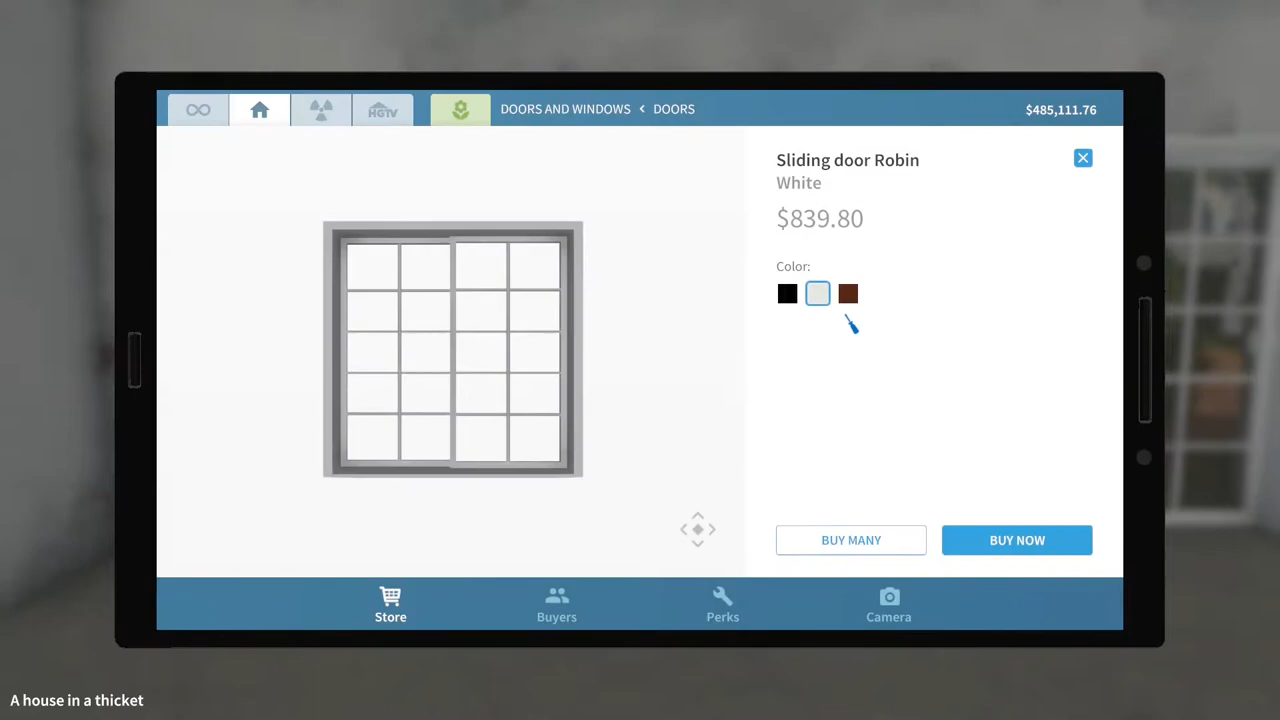 HGTV
DOORS AND WINDOWS < DOORS
$485,111.76
Sliding door Robin
White
$839.80
Color:
BUY MANY
BUY NOW
Store
Buyers
Perks
Camera
A house in a thicket